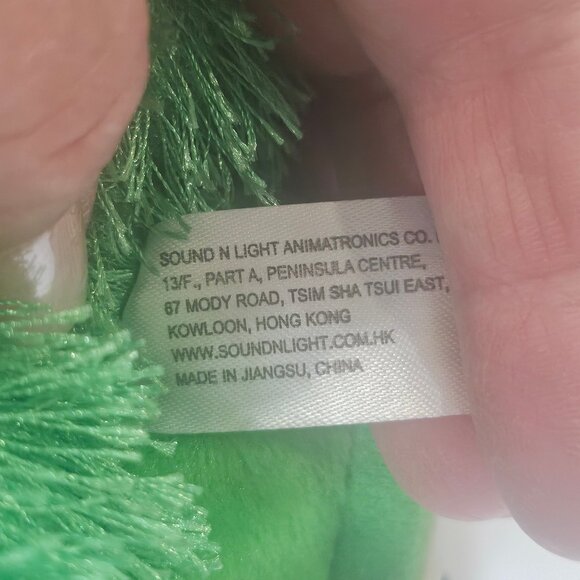 SOUND N LIGHT ANIMATRONICS CO.
13/F., PART A, PENINSULA CENTRE,
67 MODY ROAD, TSIM SHA TSUI EAST,
KOWLOON, HONG KONG
WWW.SOUNDNLIGHT.COM.HK
MADE IN JIANGSU, CHINA